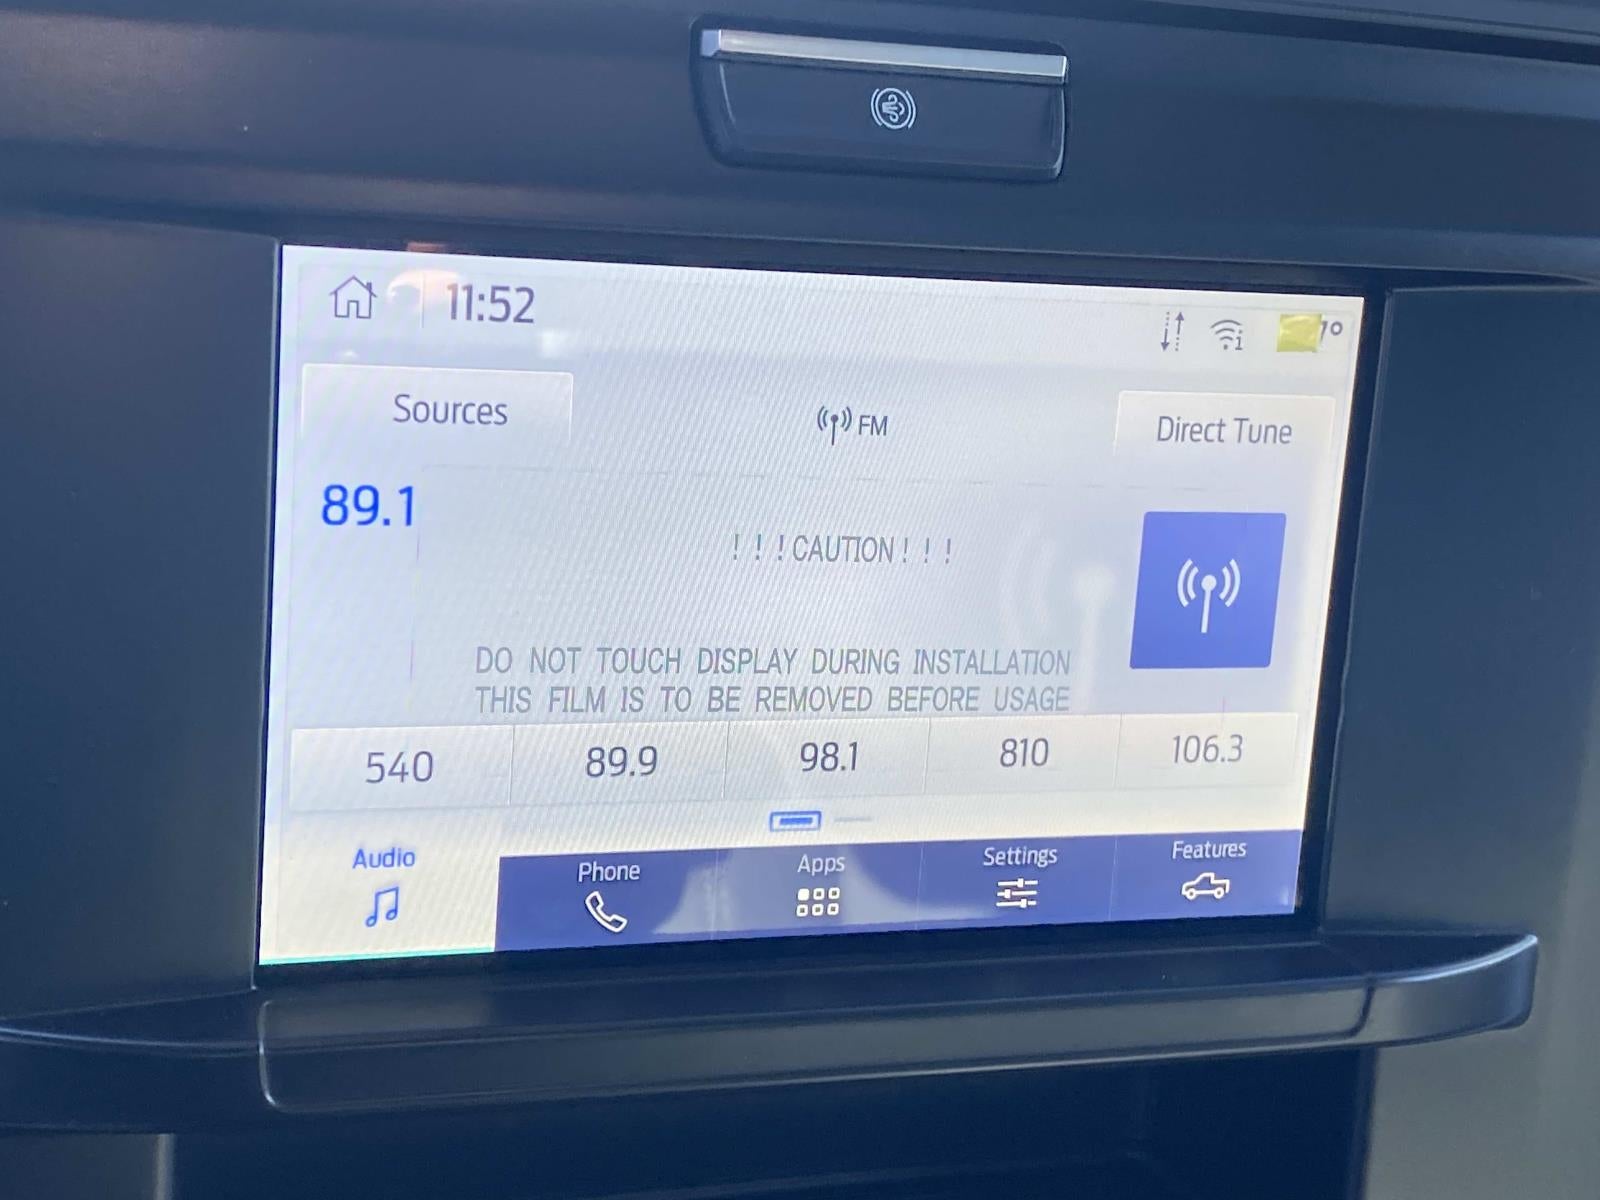 11:52
Sources
FM
Direct Tune
89.1
! ! ! CAUTION ! ! !
DO NOT TOUCH DISPLAY DURING INSTALLATION
THIS FILM IS TO BE REMOVED BEFORE USAGE
540 89.9 98.1 810 106.3
Audio Phone Apps Settings Features